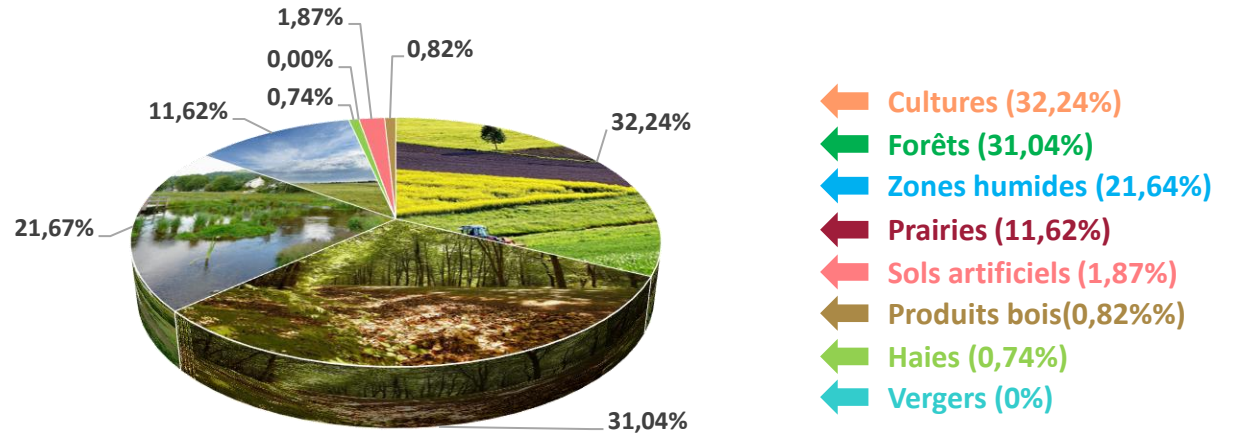 1,87%
0,82%
0,00%
0,74%
11,62%
32,24%
21,67%
31,04%
Cultures (32,24%)
Forêts (31,04%)
Zones humides (21,64%)
Prairies (11,62%)
Sols artificiels (1,87%)
Produits bois(0,82%%)
Haies (0,74%)
Vergers (0%)